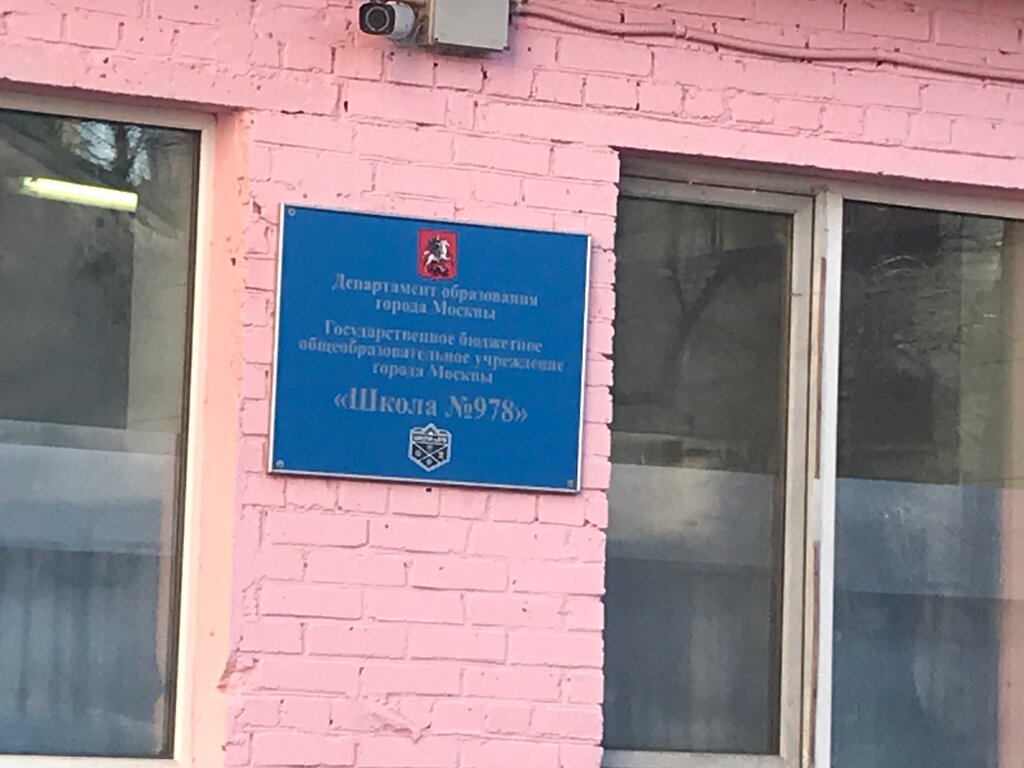 Департамент образования
города Москвы
Государственное бюджетное
общеобразовательное учреждение
города Москвы
«Школа №978»